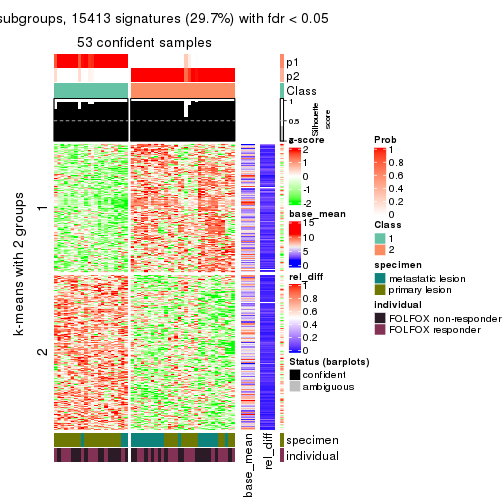 subgroups, 15413 signatures (29.7%) with fdr < 0.05
53 confident samples
p1
p2
Class
1
0.5
0
Silhouette
score
k-means with 2 groups
1
2
z-score
2
1
0
-1
-2
base_mean
15
10
5
0
rel_diff
1
0.8
0.6
0.4
0.2
0
Status (barplots)
confident
ambiguous
Prob
1
0.8
0.6
0.4
0.2
0
Class
1
2
specimen
metastatic lesion
primary lesion
individual
FOLFOX non-responder
FOLFOX responder
specimen
individual
base_mean
rel_diff